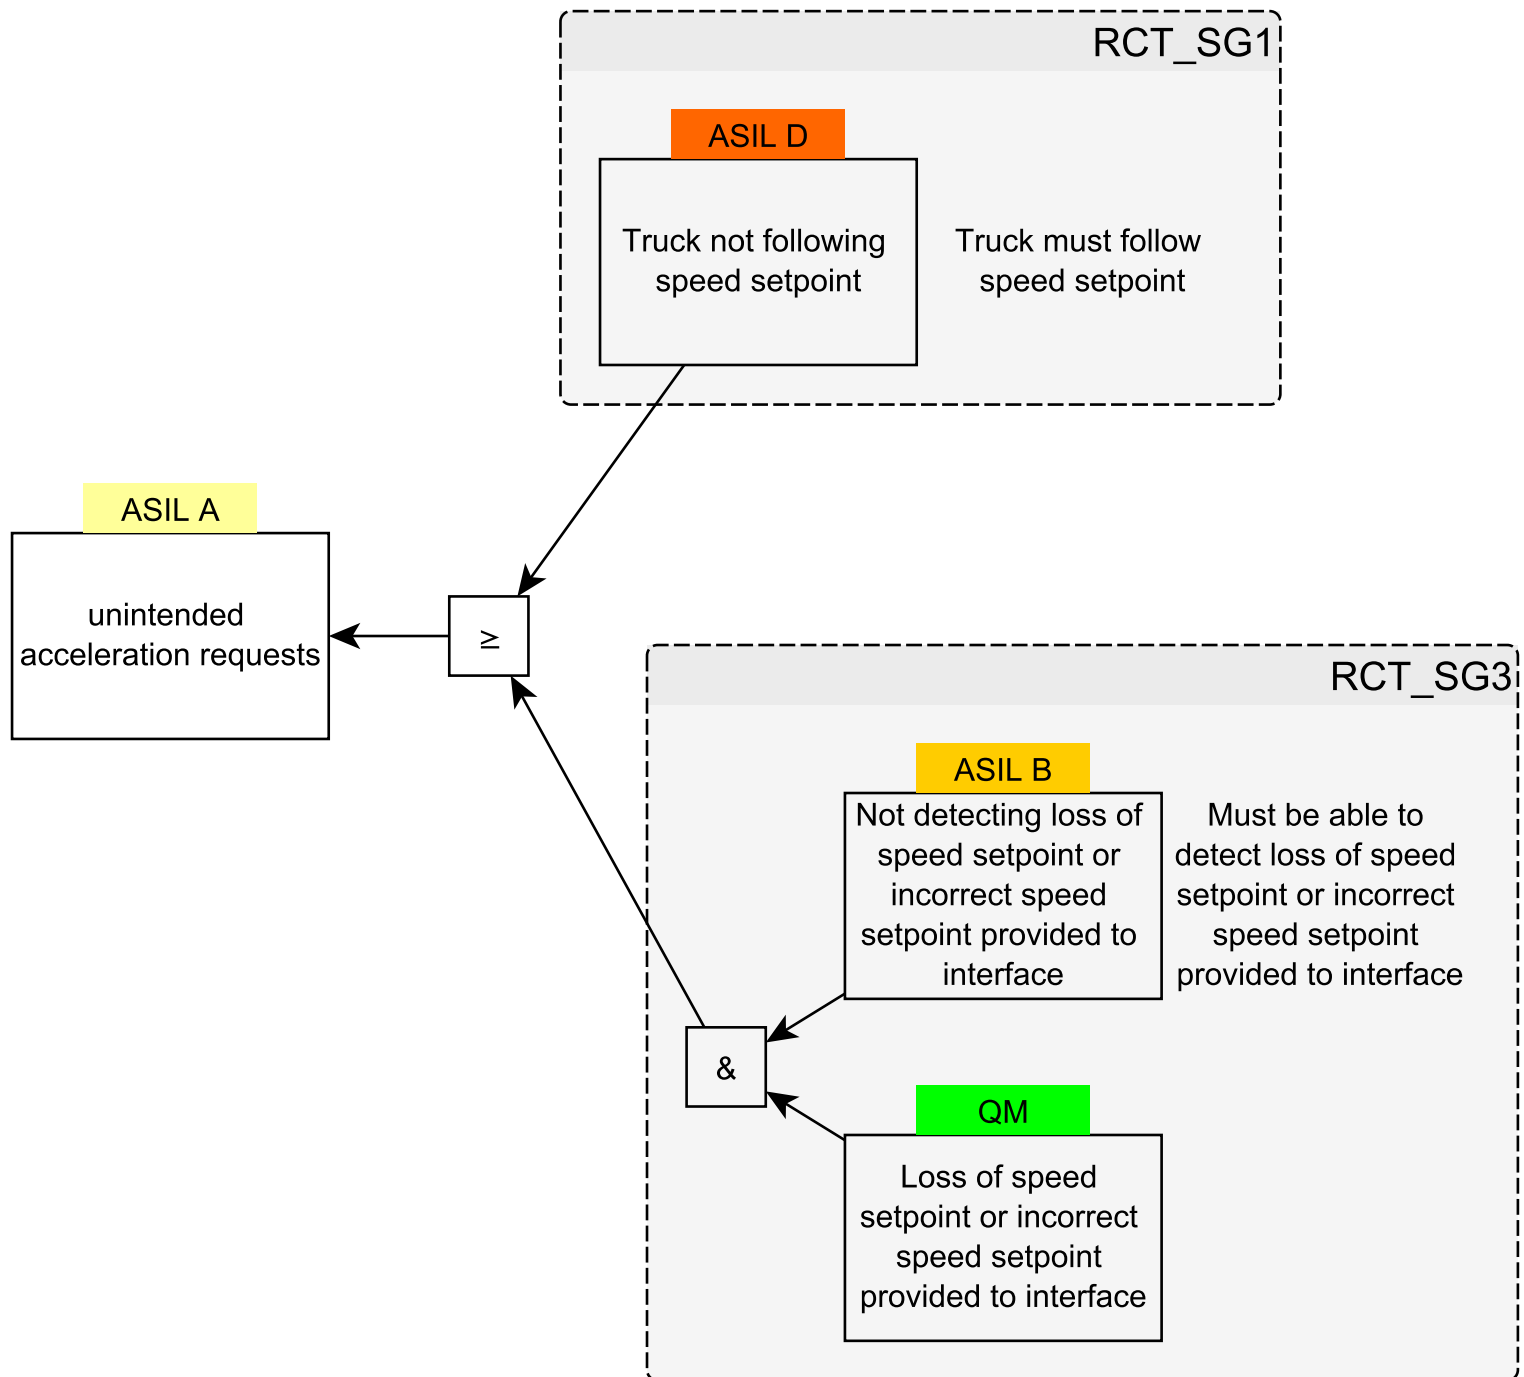 RCT_SG1
ASIL D
Truck not following
speed setpoint
Truck must follow
speed setpoint
ASIL A
unintended
acceleration requests
≥
RCT_SG3
ASIL B
Not detecting loss of
speed setpoint or
incorrect speed
setpoint provided to
interface
Must be able to
detect loss of speed
setpoint or incorrect
speed setpoint
provided to interface
&
QM
Loss of speed
setpoint or incorrect
speed setpoint
provided to interface